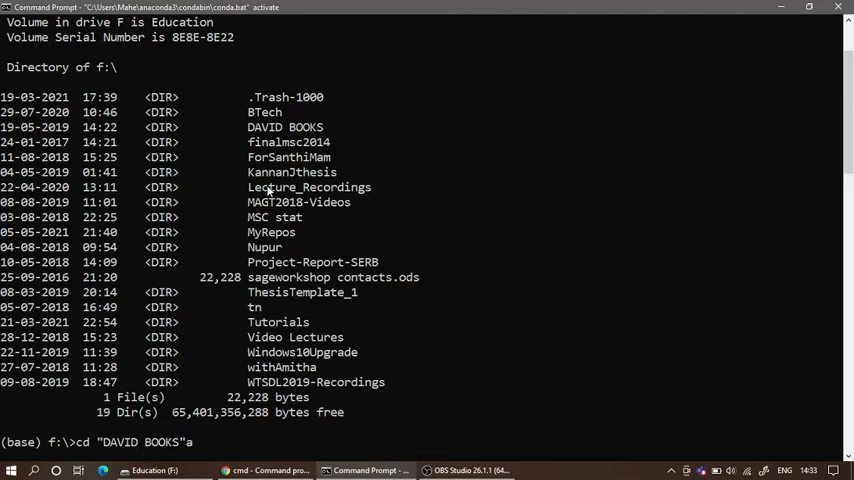 Command Prompt - "C:\Users\Mahe\anaconda3\condabin\conda.bat" activate
Volume in drive F is Education
Volume Serial Number is 8E8E-8E22
Directory of f:\
19-03-2021 17:39 <DIR> .Trash-1000
29-07-2020 10:46 <DIR> BTech
19-05-2019 14:22 <DIR> DAVID BOOKS
24-01-2017 14:21 <DIR> finalmsc2014
11-08-2018 15:25 <DIR> ForSanthiMam
04-05-2019 01:41 <DIR> KannanJthesis
22-04-2020 13:11 <DIR> Lecture_Recordings
08-08-2019 11:01 <DIR> MAGT2018-Videos
03-08-2018 22:25 <DIR> MSC stat
05-05-2021 21:40 <DIR> MyRepos
04-08-2018 09:54 <DIR> Nupur
10-05-2018 14:09 <DIR> Project-Report-SERB
25-09-2016 21:20 22,228 sageworkshop contacts.ods
08-03-2019 20:14 <DIR> ThesisTemplate_1
05-07-2018 16:49 <DIR> tn
21-03-2021 22:54 <DIR> Tutorials
28-12-2018 15:23 <DIR> Video Lectures
22-11-2019 11:39 <DIR> Windows10Upgrade
27-07-2018 11:28 <DIR> withAmitha
09-08-2019 18:47 <DIR> WTSDL2019-Recordings
1 File(s) 22,228 bytes
19 Dir(s) 65,401,356,288 bytes free
(base) f:\>cd "DAVID BOOKS"a
Education (F:) cmd - Command pro... Command Prompt - ... OBS Studio 26.1.1 (64... ENG 14:33